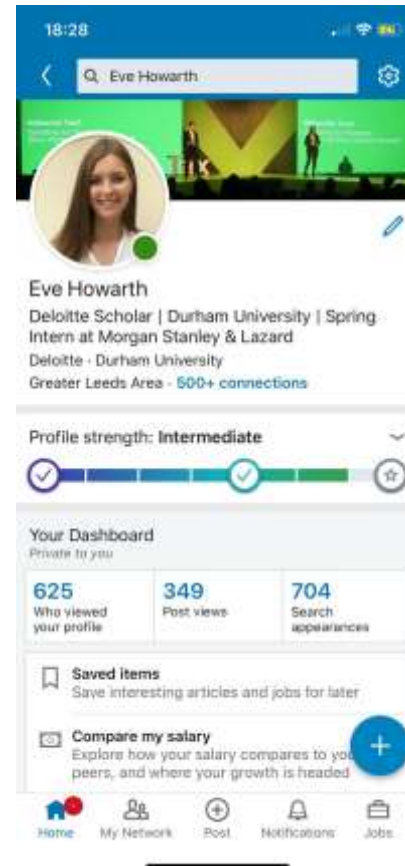 18:28
Eve Howarth
Eve Howarth
Deloitte Scholar | Durham University | Spring
Intern at Morgan Stanley & Lazard
Deloitte · Durham University
Greater Leeds Area · 500+ connections
Profile strength: Intermediate
Your Dashboard
Private to you
625
Who viewed
your profile
349
Post views
704
Search
appearances
Saved items
Save interesting articles and jobs for later
Compare my salary
Explore how your salary compares to
peers, and where your growth is headed
Home
My Network
Post
Notifications
Jobs